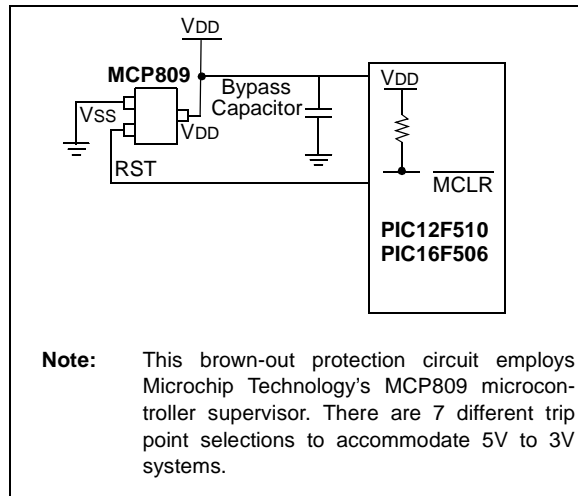 VDD
MCP809
Bypass
Capacitor
VDD
VSS
VDD
RST
MCLR
PIC12F510
PIC16F506
Note: This brown-out protection circuit employs
Microchip Technology's MCP809 microcon-
troller supervisor. There are 7 different trip
point selections to accommodate 5V to 3V
systems.